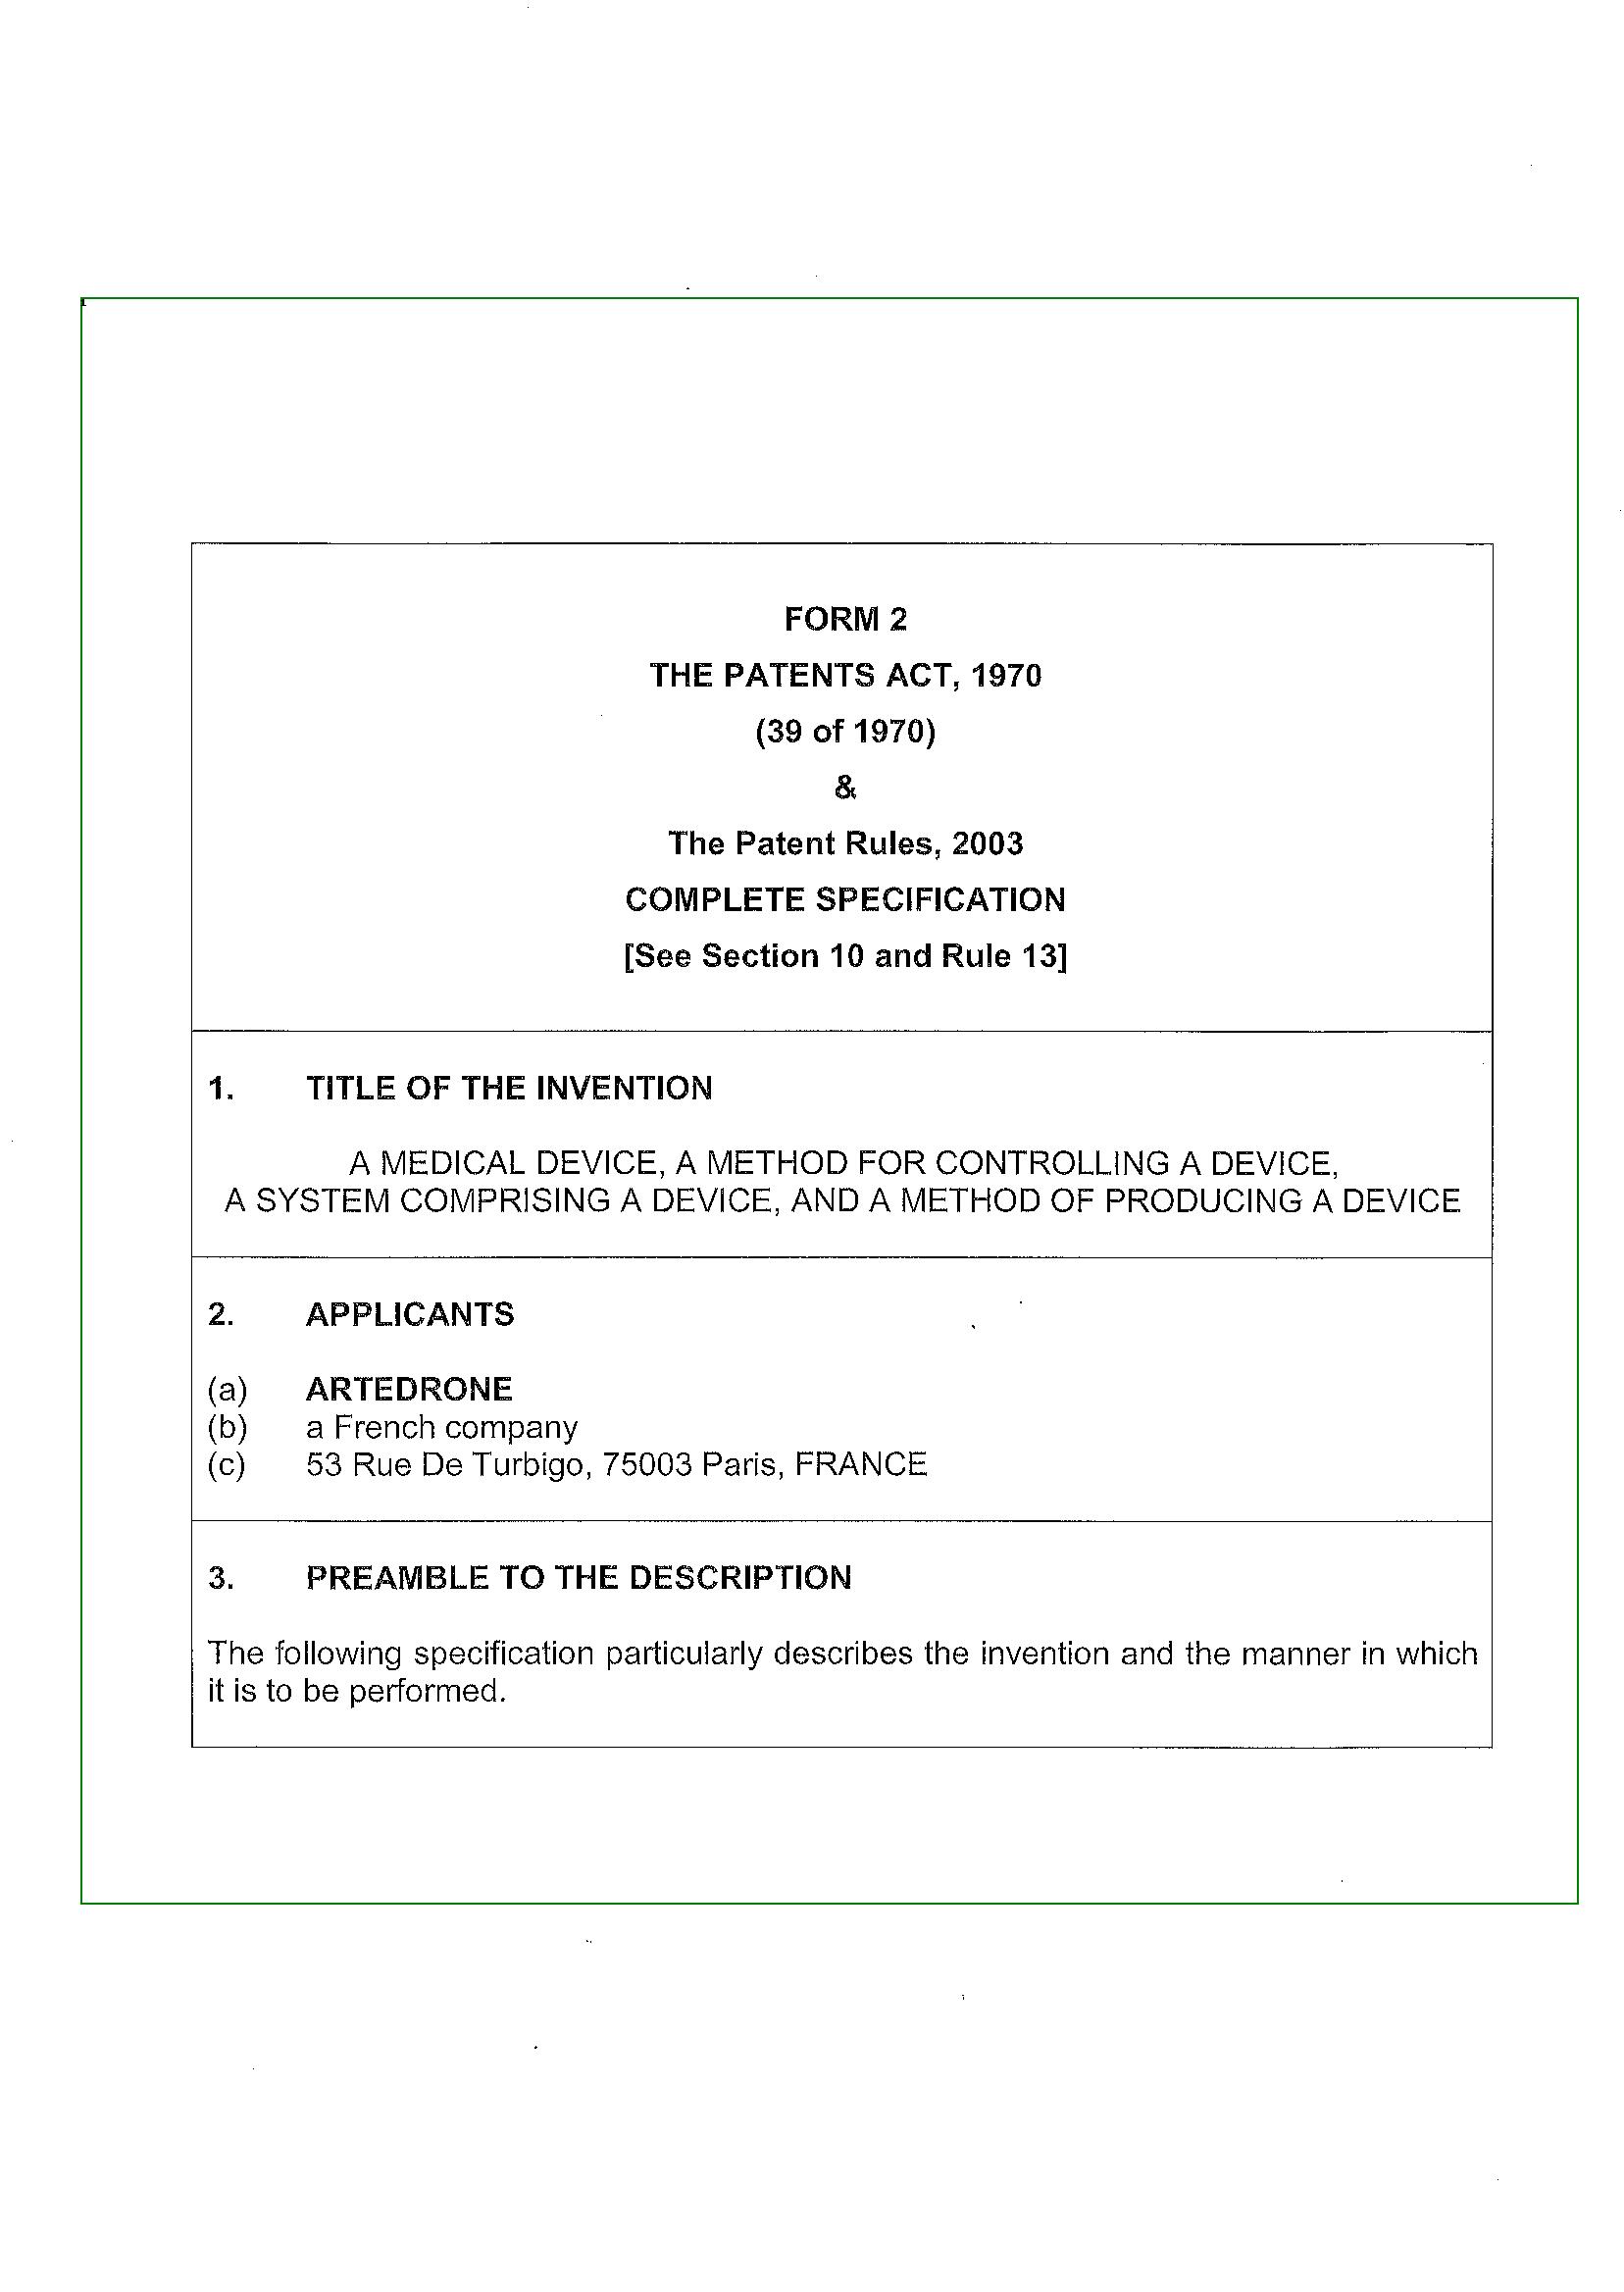 FORM 2
THE PATENTS ACT, 1970
(39 of 1970)
&
The Patent Rules, 2003
COMPLETE SPECIFICATION
[See Section 10 and Rule 13]
1. TITLE OF THE INVENTION
A MEDICAL DEVICE, A METHOD FOR CONTROLLING A DEVICE,
A SYSTEM COMPRISING A DEVICE, AND A METHOD OF PRODUCING A DEVICE
2. APPLICANTS
(a) ARTEDRONE
(b) a French company
(c) 53 Rue De Turbigo, 75003 Paris, FRANCE
3. PREAMBLE TO THE DESCRIPTION
The following specification particularly describes the invention and the manner in which
it is to be performed.